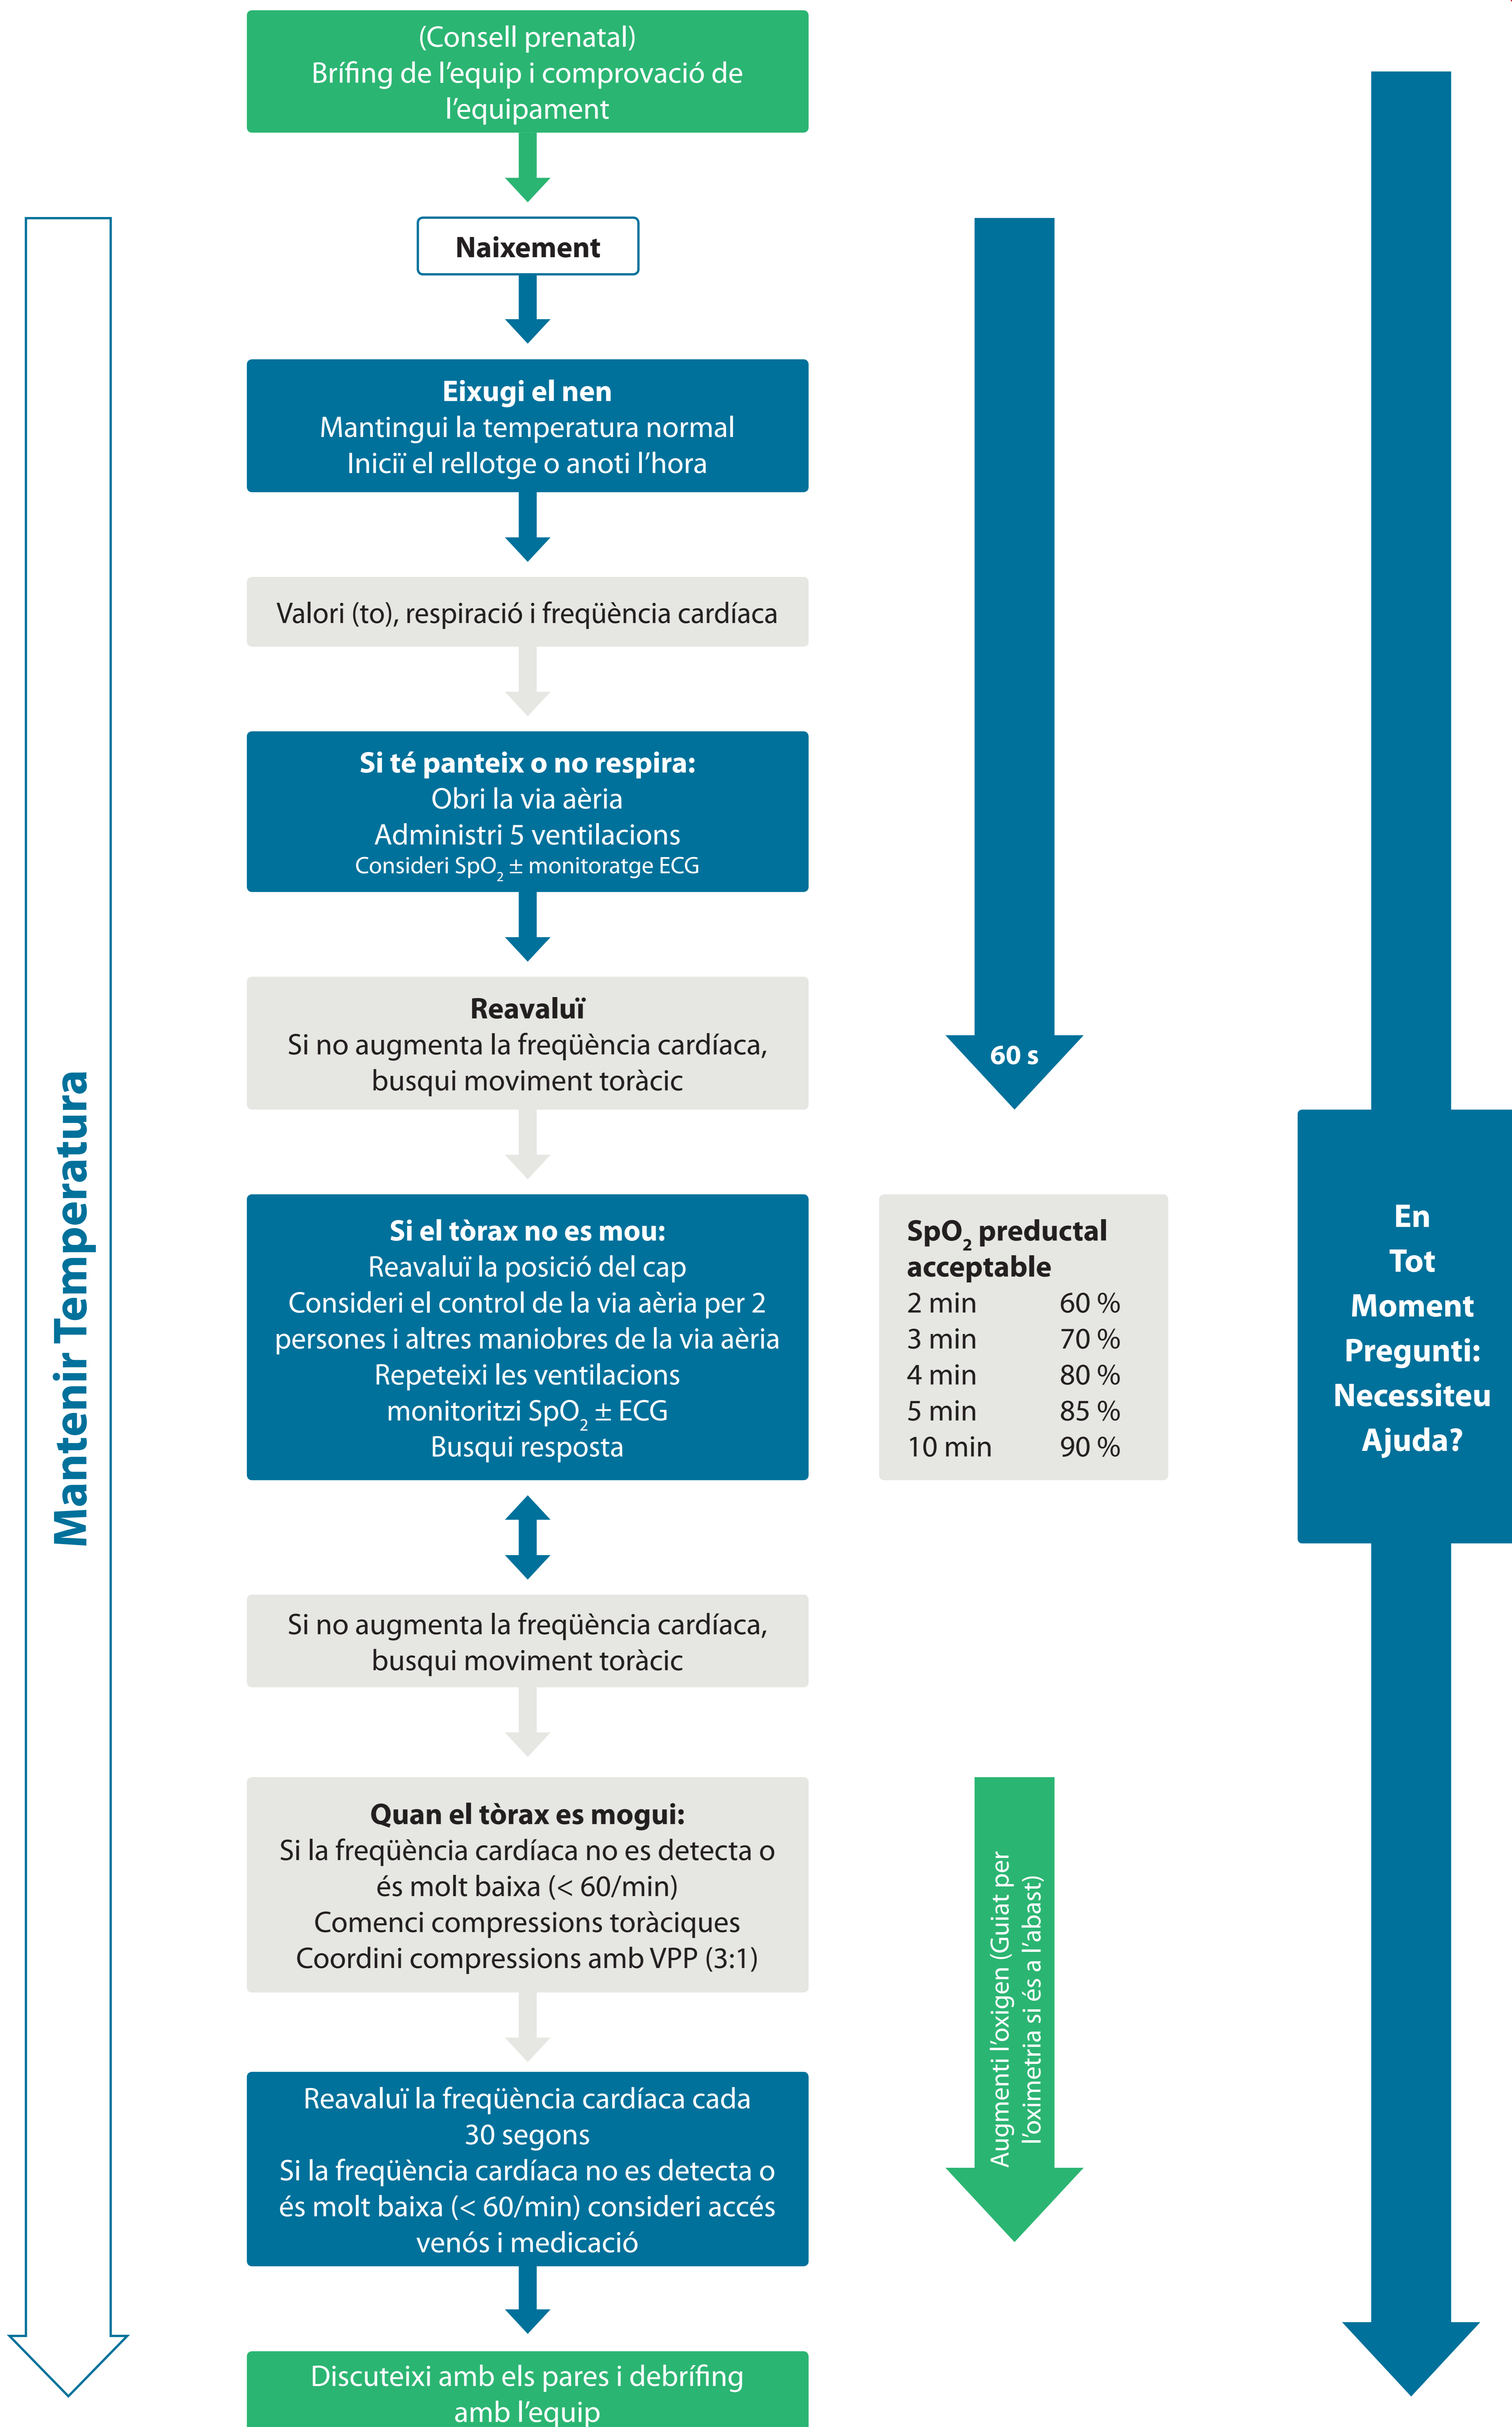 (Consell prenatal)
Brífing de l’equip i comprovació de
l’equipament
Naixement
Eixugi el nen
Mantingui la temperatura normal
Iniciï el rellotge o anoti l’hora
Valori (to), respiració i freqüència cardíaca
Si té panteix o no respira:
Obri la via aèria
Administri 5 ventilacions
Consideri SpO₂ ± monitoratge ECG
Reavaluï
Si no augmenta la freqüència cardíaca,
busqui moviment toràcic
60 s
Si el tòrax no es mou:
Reavaluï la posició del cap
Consideri el control de la via aèria per 2
persones i altres maniobres de la via aèria
Repeteixi les ventilacions
monitoritzi SpO₂ ± ECG
Busqui resposta
SpO₂ preductal
acceptable
2 min 60 %
3 min 70 %
4 min 80 %
5 min 85 %
10 min 90 %
En
Tot
Moment
Pregunti:
Necessiteu
Ajuda?
Mantenir Temperatura
Si no augmenta la freqüència cardíaca,
busqui moviment toràcic
Quan el tòrax es mogui:
Si la freqüència cardíaca no es detecta o
és molt baixa (< 60/min)
Comenci compressions toràciques
Coordini compressions amb VPP (3:1)
Augmenti l’oxigen (Guiat per
l’oximetria si és a l’abast)
Reavaluï la freqüència cardíaca cada
30 segons
Si la freqüència cardíaca no es detecta o
és molt baixa (< 60/min) consideri accés
venós i medicació
Discuteixi amb els pares i debrífing
amb l’equip